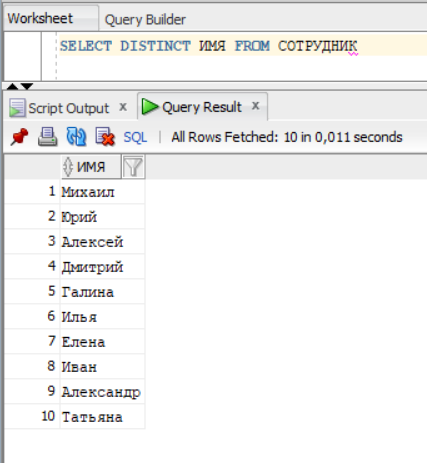 Worksheet Query Builder
SELECT DISTINCT ИМЯ FROM СОТРУДНИК
Script Output x Query Result x
SQL | All Rows Fetched: 10 in 0,011 seconds
ИМЯ
1 Михаил
2 Юрий
3 Алексей
4 Дмитрий
5 Галина
6 Илья
7 Елена
8 Иван
9 Александр
10 Татьяна